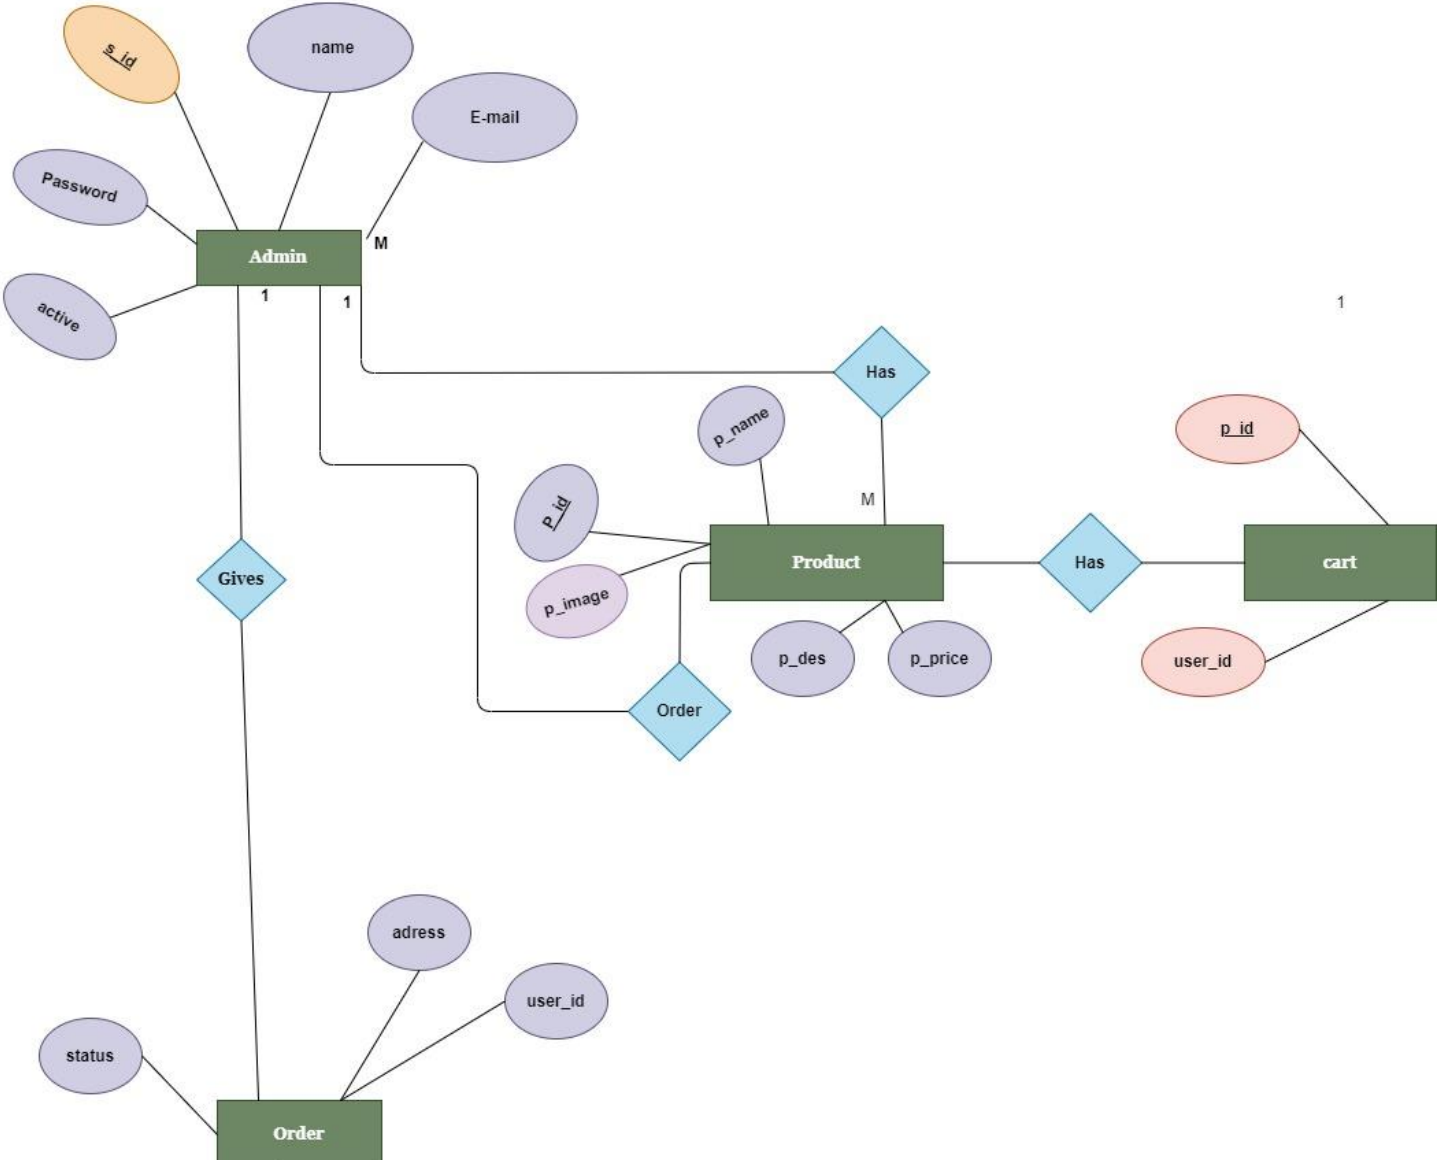 s_id
name
E-mail
Password
Admin
M
active
1
1
1
Has
p_name
p_id
P_id
M
Product
Has
cart
Gives
p_image
p_des
p_price
user_id
Order
adress
user_id
status
Order